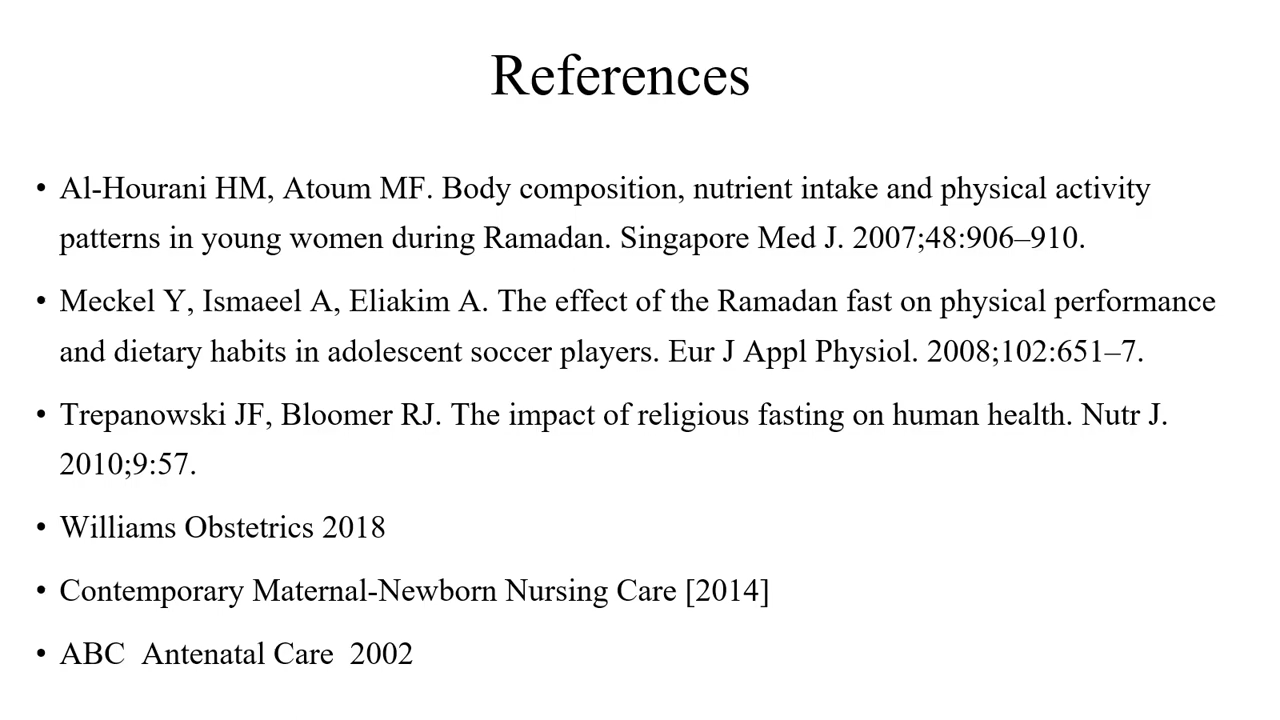 References
• Al-Hourani HM, Atoum MF. Body composition, nutrient intake and physical activity
patterns in young women during Ramadan. Singapore Med J. 2007;48:906–910.
• Meckel Y, Ismaeel A, Eliakim A. The effect of the Ramadan fast on physical performance
and dietary habits in adolescent soccer players. Eur J Appl Physiol. 2008;102:651–7.
• Trepanowski JF, Bloomer RJ. The impact of religious fasting on human health. Nutr J.
2010;9:57.
• Williams Obstetrics 2018
• Contemporary Maternal-Newborn Nursing Care [2014]
• ABC  Antenatal Care  2002